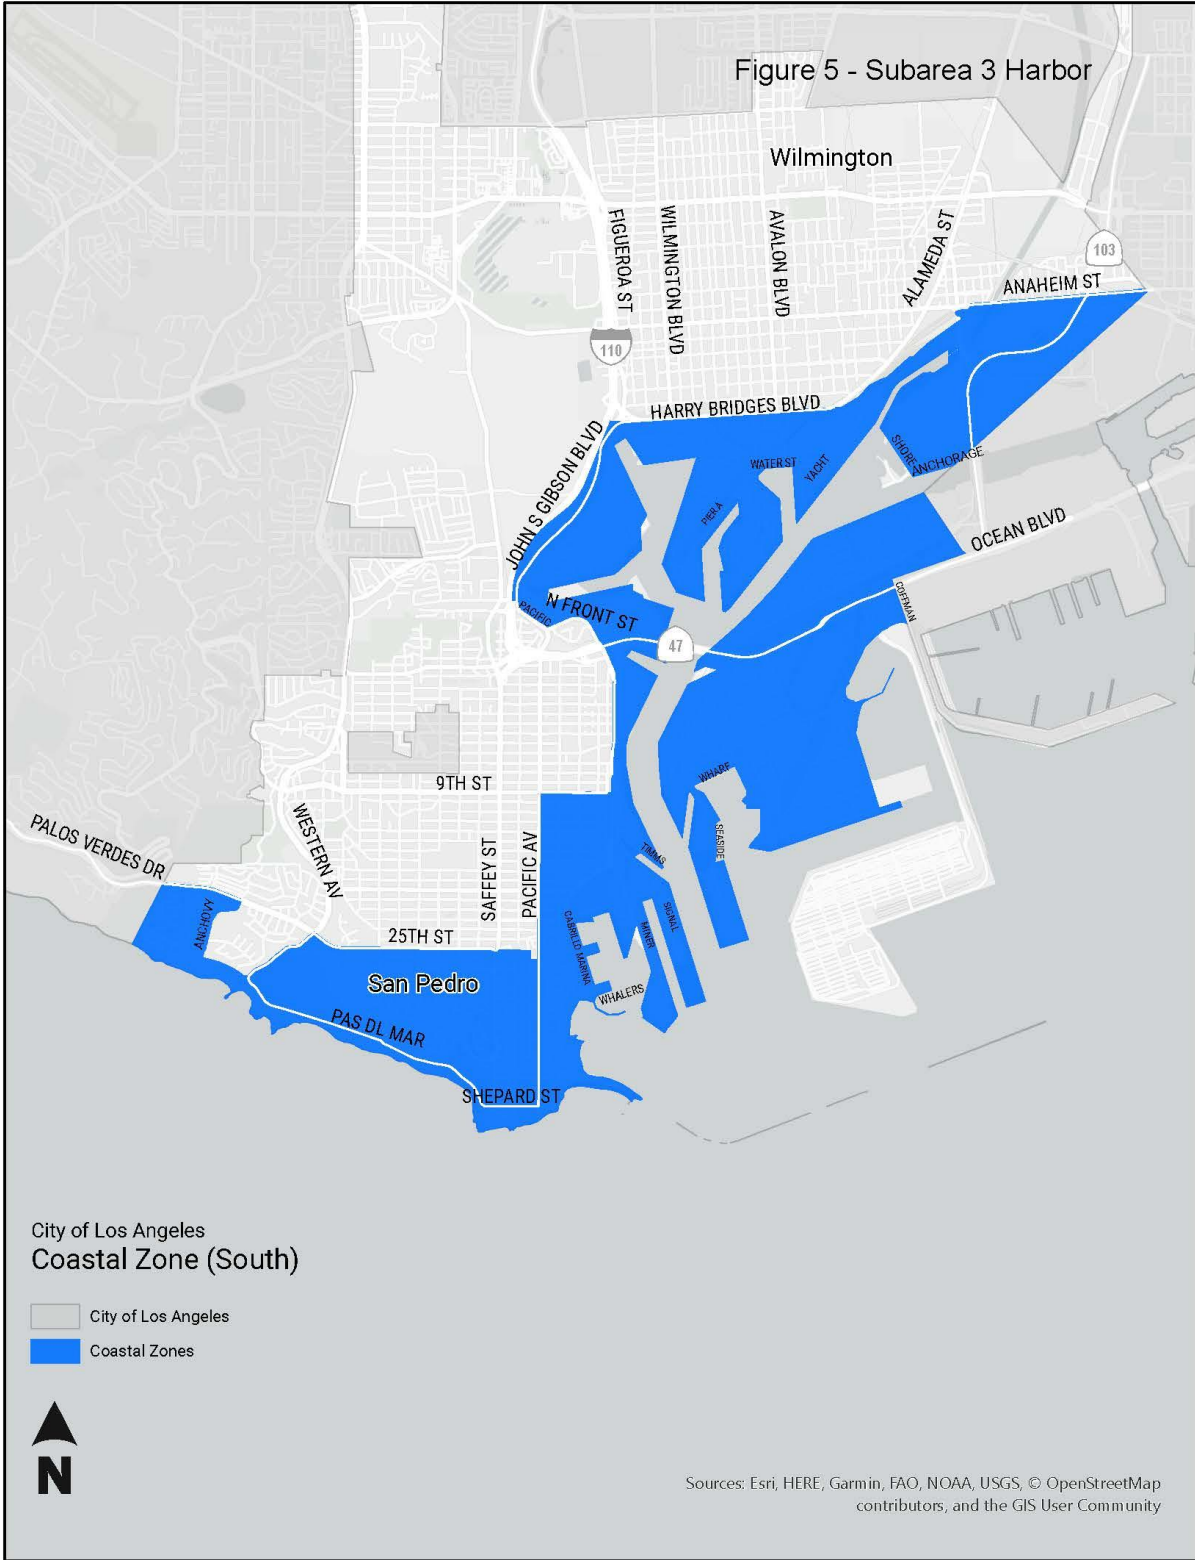 Figure 5 - Subarea 3 Harbor
Wilmington
FIGUEROA ST
WILMINGTON BLVD
AVALON BLVD
ALAMEDA ST
103
ANAHEIM ST
110
HARRY BRIDGES BLVD
JOHN S GIBSON BLVD
WATER ST
YACHT
SHORE
ANCHORAGE
PIER A
OCEAN BLVD
COFFMAN
PACIFIC
N FRONT ST
47
9TH ST
WHARF
SEASIDE
PALOS VERDES DR
WESTERN AV
SAFFEY ST
PACIFIC AV
TIMMS
ANCHOVY
25TH ST
CABRILLO MARINA
MINER
SIGNAL
San Pedro
WHALERS
PAS DL MAR
SHEPARD ST
City of Los Angeles
Coastal Zone (South)
City of Los Angeles
Coastal Zones
N
Sources: Esri, HERE, Garmin, FAO, NOAA, USGS, © OpenStreetMap
contributors, and the GIS User Community